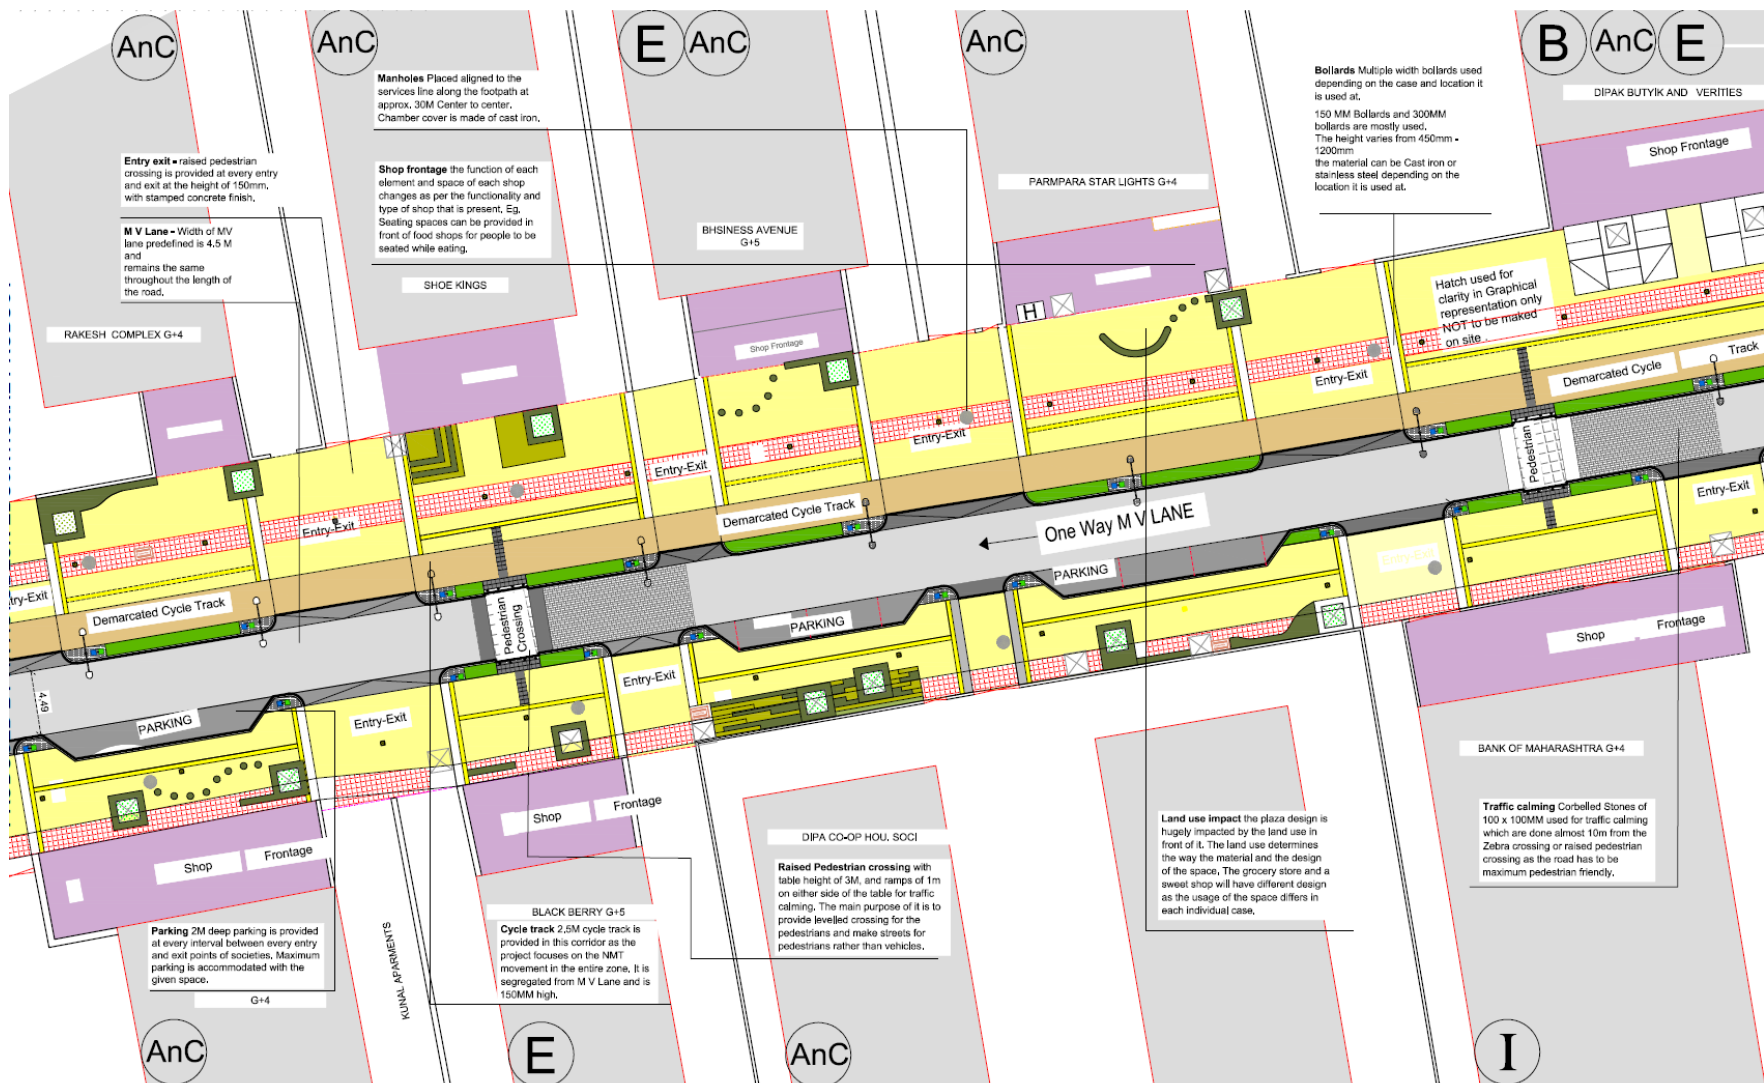 AnC
AnC
E
AnC
AnC
B
AnC
E
Manholes Placed aligned to the
services line along the footpath at
approx. 30M Center to center.
Chamber cover is made of cast iron.
Bollards Multiple width bollards used
depending on the case and location it
is used at.
150 MM Bollards and 300MM
bollards are mostly used.
The height varies from 450mm -
1200mm
the material can be Cast iron or
stainless steel depending on the
location it is used at.
DIPAK BUTYIK AND VERITIES
Shop Frontage
Entry exit - raised pedestrian
crossing is provided at every entry
and exit at the height of 150mm,
with stamped concrete finish.
Shop frontage the function of each
element and space of each shop
changes as per the functionality and
type of shop that is present. Eg.
Seating spaces can be provided in
front of food shops for people to be
seated while eating.
PARMPARA STAR LIGHTS G+4
M V Lane - Width of MV
lane predefined is 4.5 M
and
remains the same
throughout the length of
the road.
BHSINESS AVENUE
G+5
SHOE KINGS
RAKESH COMPLEX G+4
Hatch used for
clarity in Graphical
representation only
NOT to be maked
on site .
H
Shop Frontage
Entry-Exit
Demarcated Cycle
Track
Entry-Exit
Entry-Exit
Pedestrian
Entry-Exit
Demarcated Cycle Track
One Way M V LANE
Entry-Exit
Entry-Exit
PARKING
try-Exit
Demarcated Cycle Track
Pedestrian
Crossing
PARKING
Shop
Frontage
Entry-Exit
4.49
PARKING
Entry-Exit
BANK OF MAHARASHTRA G+4
Shop
Frontage
Shop
Frontage
DIPA CO-OP HOU. SOCI
Raised Pedestrian crossing with
table height of 3M, and ramps of 1m
on either side of the table for traffic
calming. The main purpose of it is to
provide levelled crossing for the
pedestrians and make streets for
pedestrians rather than vehicles.
Land use impact the plaza design is
hugely impacted by the land use in
front of it. The land use determines
the way the material and the design
of the space. The grocery store and a
sweet shop will have different design
as the usage of the space differs in
each individual case.
Traffic calming Corbelled Stones of
100 x 100MM used for traffic calming
which are done almost 10m from the
Zebra crossing or raised pedestrian
crossing as the road has to be
maximum pedestrian friendly.
Parking 2M deep parking is provided
at every interval between every entry
and exit points of societies. Maximum
parking is accommodated with the
given space.
G+4
KUNAL APARMENTS
BLACK BERRY G+5
Cycle track 2.5M cycle track is
provided in this corridor as the
project focuses on the NMT
movement in the entire zone. It is
segregated from M V Lane and is
150MM high.
AnC
E
AnC
I